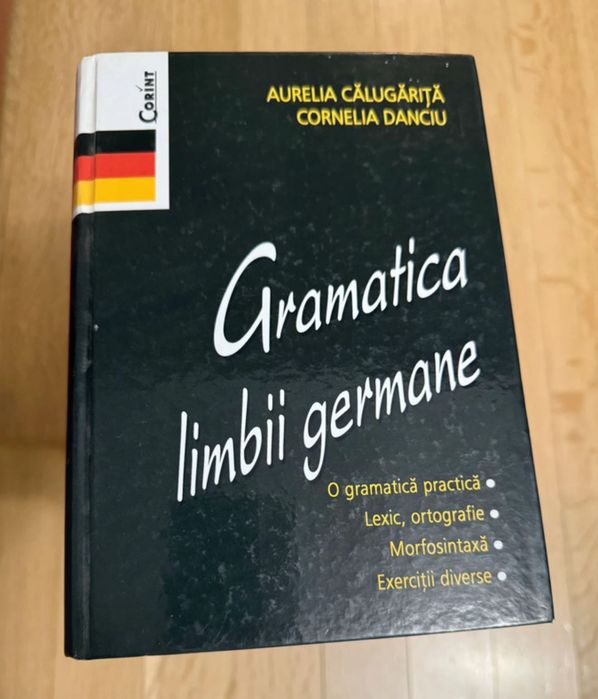 CORINT
AURELIA CĂLUGĂRIȚĂ
CORNELIA DANCIU
Gramatica
limbii germane
O gramatică practică •
Lexic, ortografie •
Morfosintaxă •
Exerciții diverse •